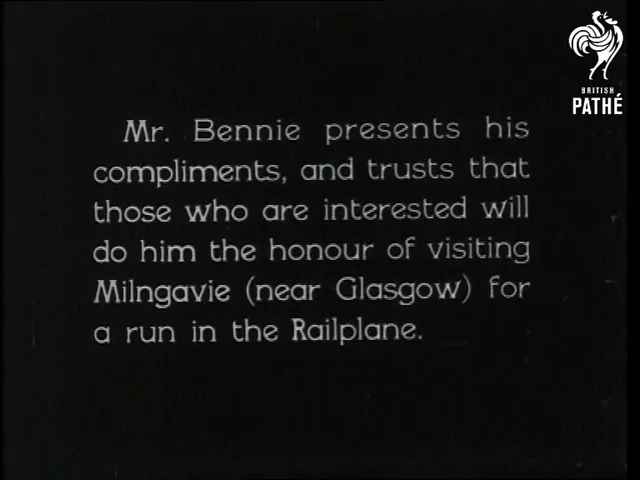 BRITISH
PATHÉ
Mr. Bennie presents his
compliments, and trusts that
those who are interested will
do him the honour of visiting
Milngavie (near Glasgow) for
a run in the Railplane.